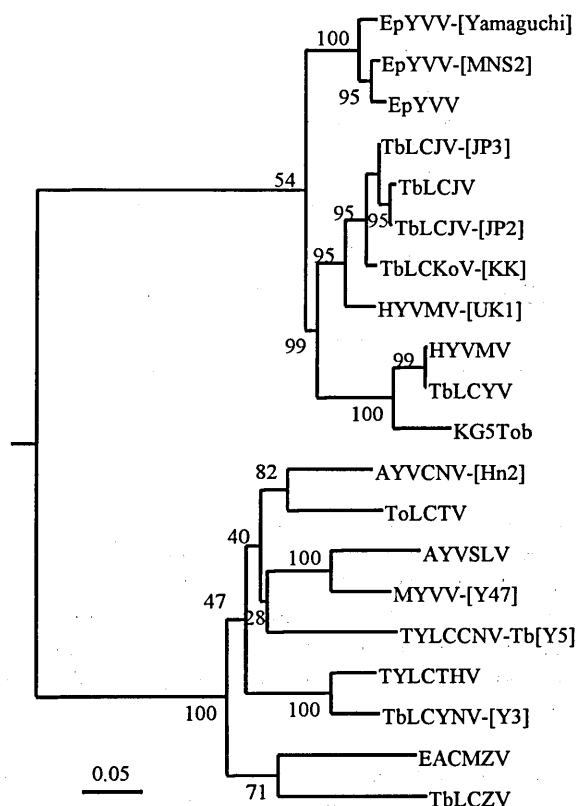 EpYVV-[Yamaguchi]
100
EpYVV-[MNS2]
95
EpYVV
TbLCJV-[JP3]
54
TbLCJV
95
95
TbLCJV-[JP2]
95
TbLCKoV-[KK]
HYVMV-[UK1]
99
HYVMV
99
TbLCYV
100
KG5Tob
82
AYVCNV-[Hn2]
ToLCTV
40
100
AYVSLV
MYVV-[Y47]
47
28
TYLCCNV-Tb[Y5]
TYLCTHV
100
100
TbLCYNV-[Y3]
EACMZV
0.05
71
TbLCZV